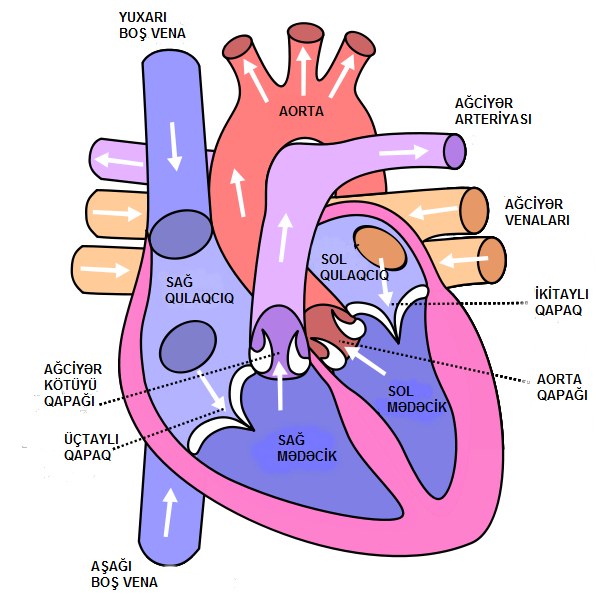 YUXARI
BOŞ VENA
AORTA
AĞCİYƏR
ARTERİYASI
AĞCİYƏR
VENALARI
SOL
QULAQCIQ
SAĞ
QULAQCIQ
İKİTAYLI
QAPAQ
AĞCİYƏR
KÖTÜYÜ
QAPAĞI
AORTA
QAPAĞI
SOL
MƏDƏCİK
ÜÇTAYLI
QAPAQ
SAĞ
MƏDƏCİK
AŞAĞI
BOŞ VENA